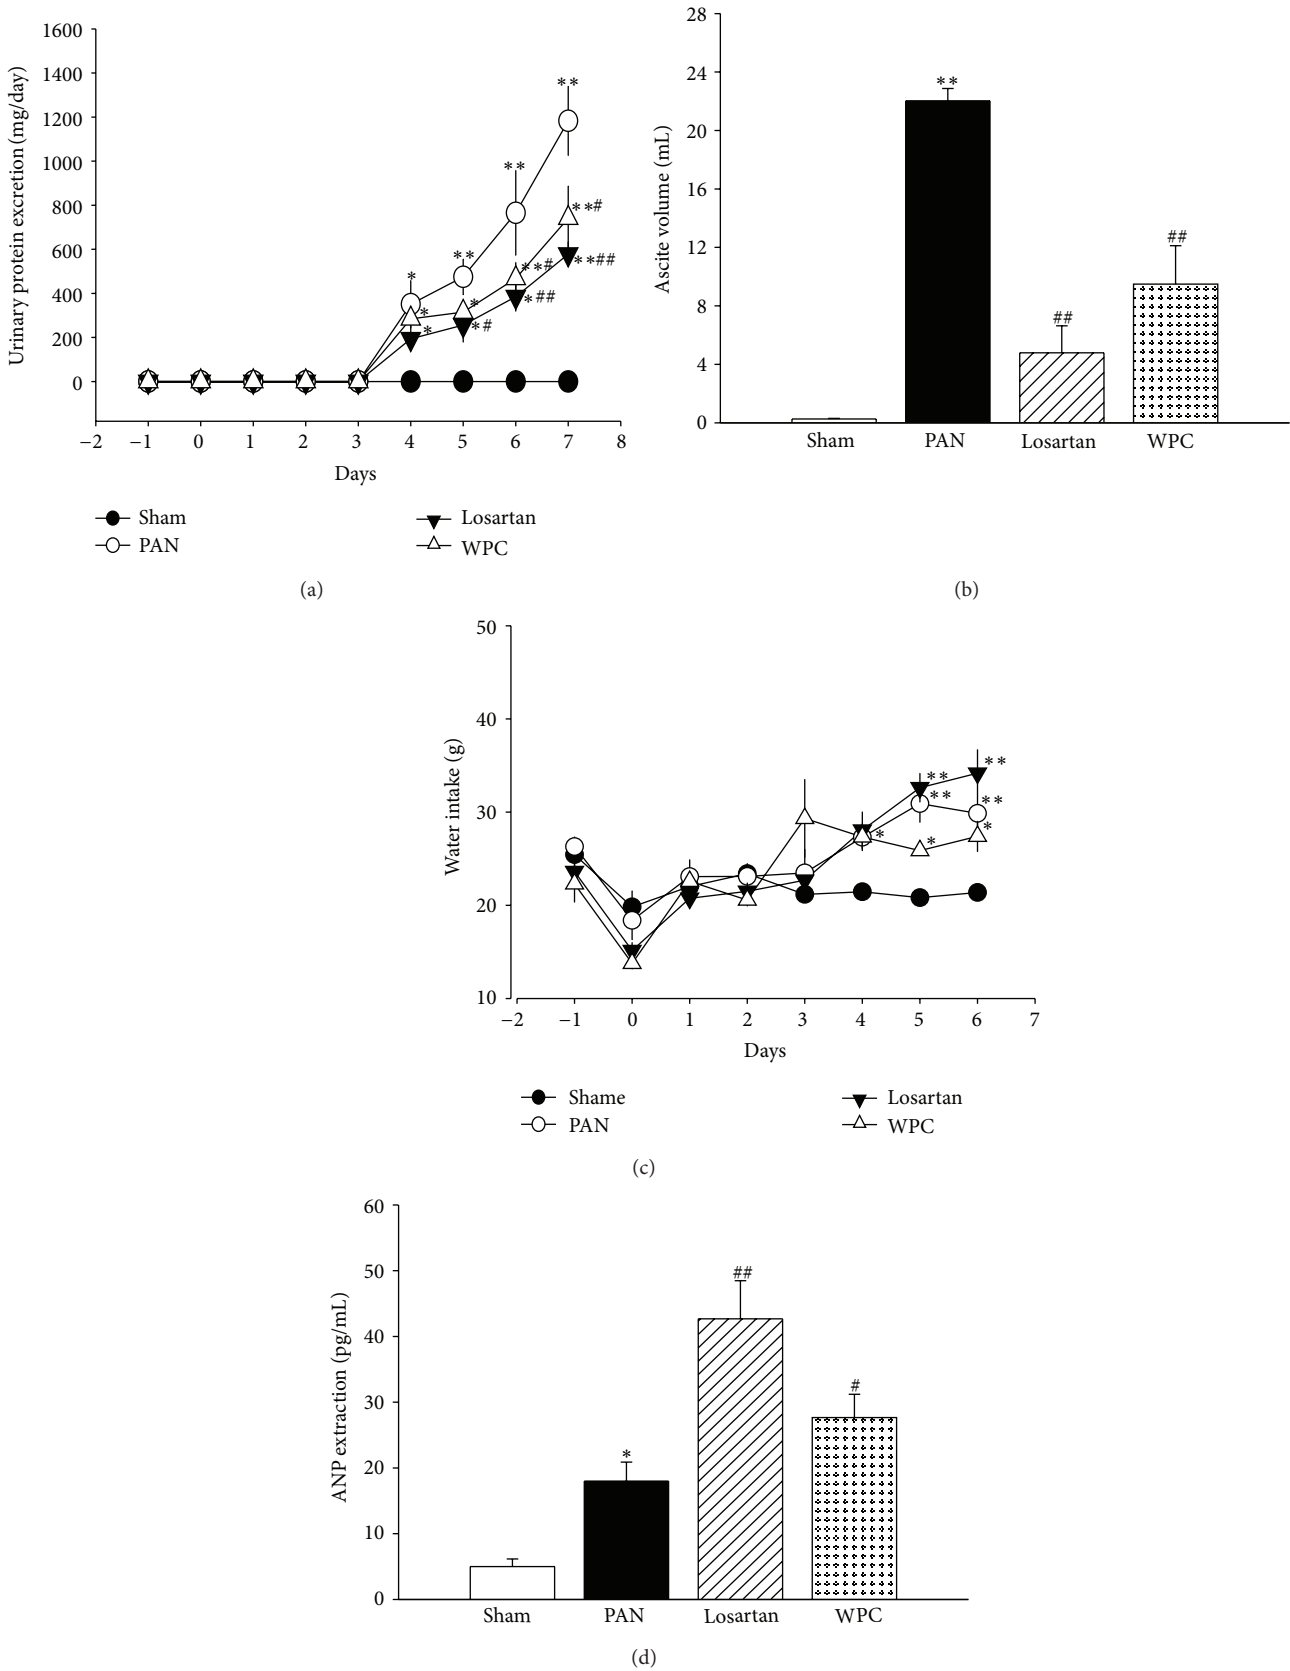 Urinary protein excretion (mg/day)
1600
1400
1200
1000
800
600
400
200
0
**
**
**
*
**#
**#
*
*
**##
*##
*#
*
−2 −1 0 1 2 3 4 5 6 7 8
Days
Sham
PAN
Losartan
WPC
(a)
Ascite volume (mL)
28
24
20
16
12
8
4
0
**
##
##
Sham PAN Losartan WPC
(b)
Water intake (g)
50
40
30
20
10
**
**
**
**
*
*
*
−2 −1 0 1 2 3 4 5 6 7
Days
Shame
PAN
Losartan
WPC
(c)
ANP extraction (pg/mL)
60
50
40
30
20
10
0
*
##
#
Sham PAN Losartan WPC
(d)